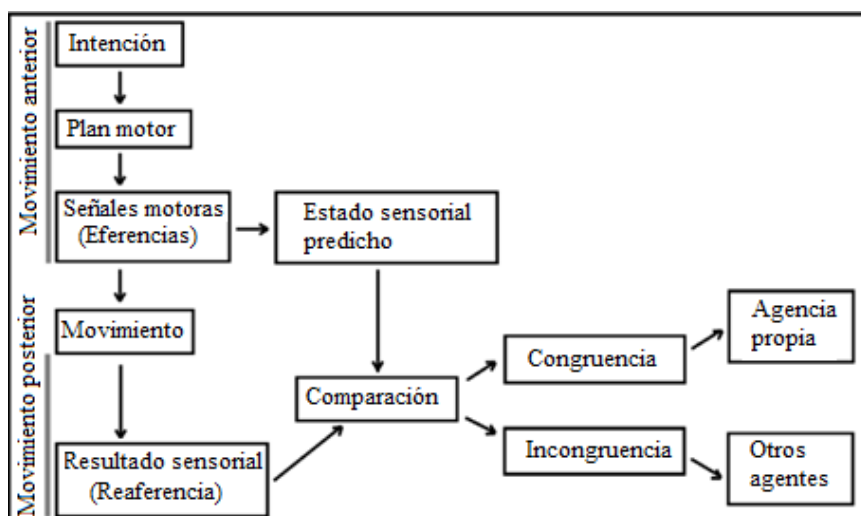 Movimiento anterior
Intención
Plan motor
Señales motoras
(Eferencias)
Estado sensorial
predicho
Movimiento posterior
Movimiento
Resultado sensorial
(Reaferencia)
Comparación
Congruencia
Incongruencia
Agencia
propia
Otros
agentes